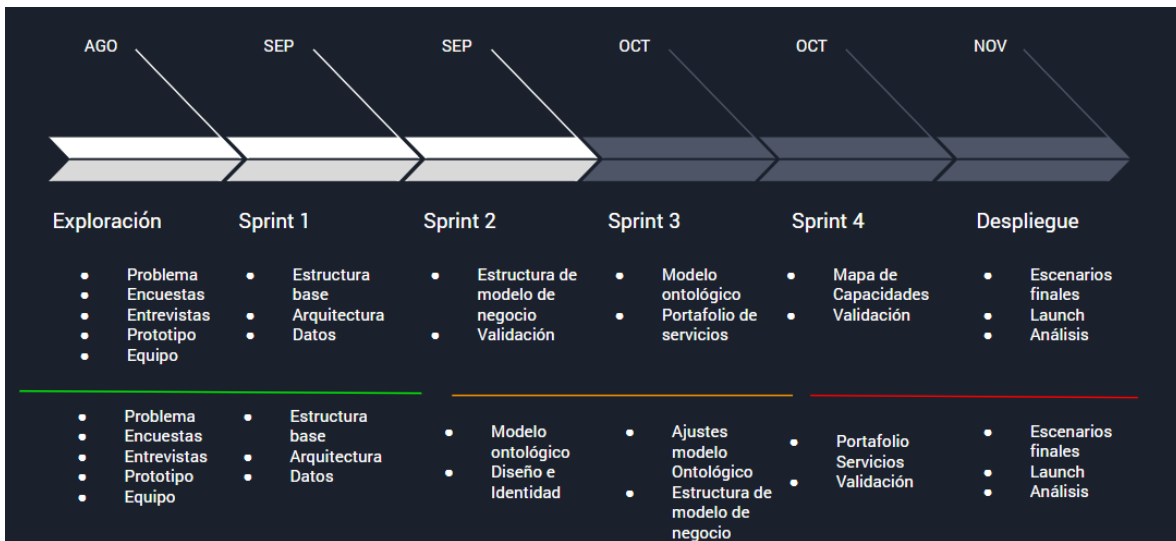 AGO
SEP
SEP
OCT
OCT
NOV
Exploración
Sprint 1
Sprint 2
Sprint 3
Sprint 4
Despliegue
● Problema
● Encuestas
● Entrevistas
● Prototipo
● Equipo
● Estructura
base
● Arquitectura
● Datos
● Estructura de
modelo de
negocio
● Validación
● Modelo
ontológico
● Portafolio de
servicios
● Mapa de
Capacidades
● Validación
● Escenarios
finales
● Launch
● Análisis
● Problema
● Encuestas
● Entrevistas
● Prototipo
● Equipo
● Estructura
base
● Arquitectura
● Datos
● Modelo
ontológico
● Diseño e
Identidad
● Ajustes
modelo
Ontológico
● Estructura de
modelo de
negocio
● Portafolio
Servicios
● Validación
● Escenarios
finales
● Launch
● Análisis